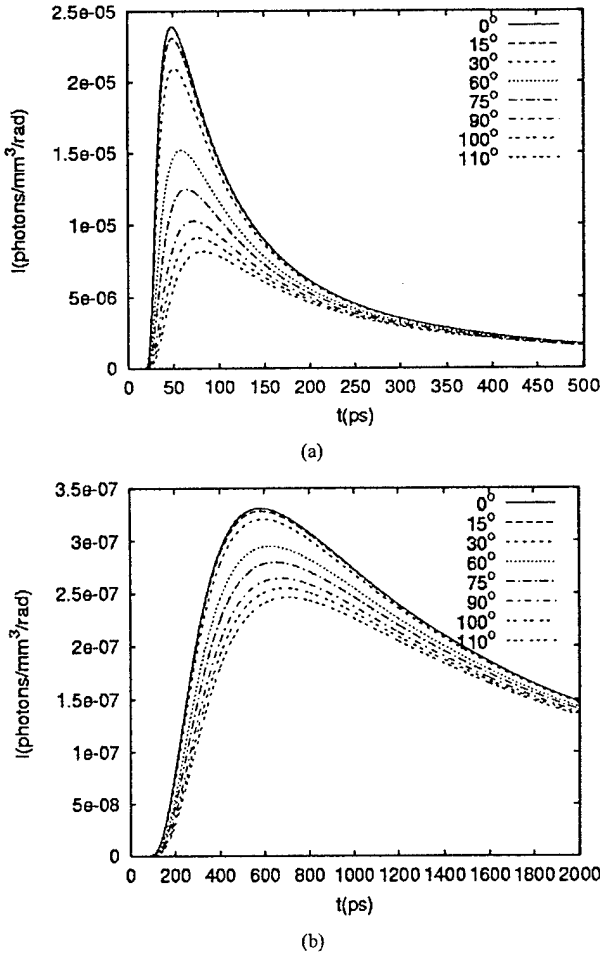 2.5e-05
2e-05
1.5e-05
1e-05
5e-06
0
I(photons/mm³/rad)
0°
15°
30°
60°
75°
90°
100°
110°
0 50 100 150 200 250 300 350 400 450 500
t(ps)
(a)
3.5e-07
3e-07
2.5e-07
2e-07
1.5e-07
1e-07
5e-08
0
I(photons/mm³/rad)
0°
15°
30°
60°
75°
90°
100°
110°
0 200 400 600 800 1000 1200 1400 1600 1800 2000
t(ps)
(b)